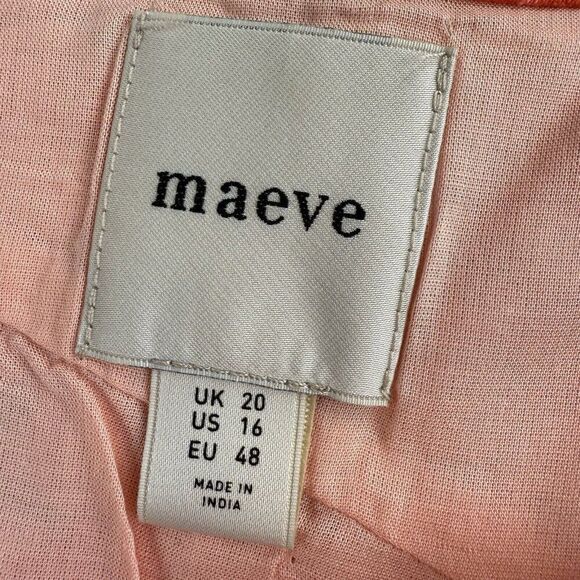 maeve
UK 20
US 16
EU 48
MADE IN
INDIA